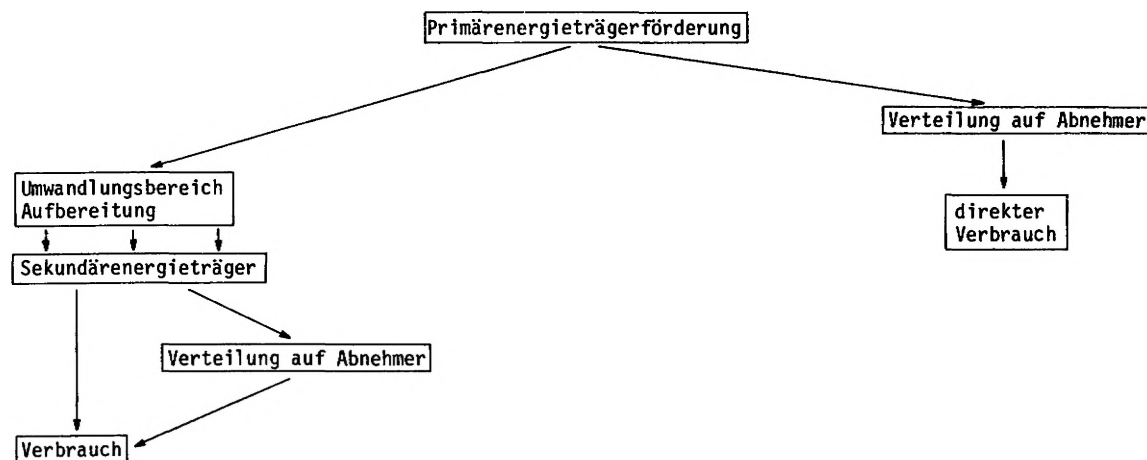 Primärenergieträgerförderung
Verteilung auf Abnehmer
Umwandlungsbereich
Aufbereitung
direkter
Verbrauch
Sekundärenergieträger
Verteilung auf Abnehmer
Verbrauch